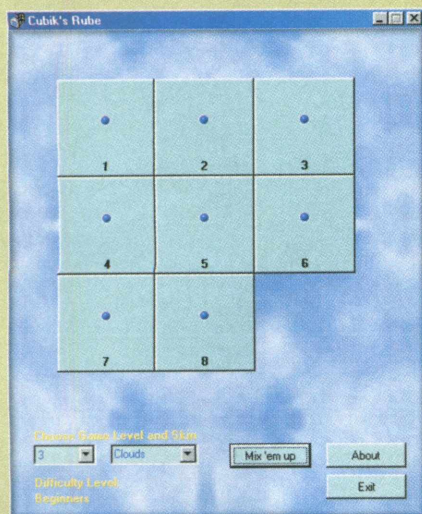 Cubik's Rube
1 2 3
4 5 6
7 8
Choose Game Level and Skin
3 Clouds Mix 'em up About
Difficulty Level:
Beginners
Exit